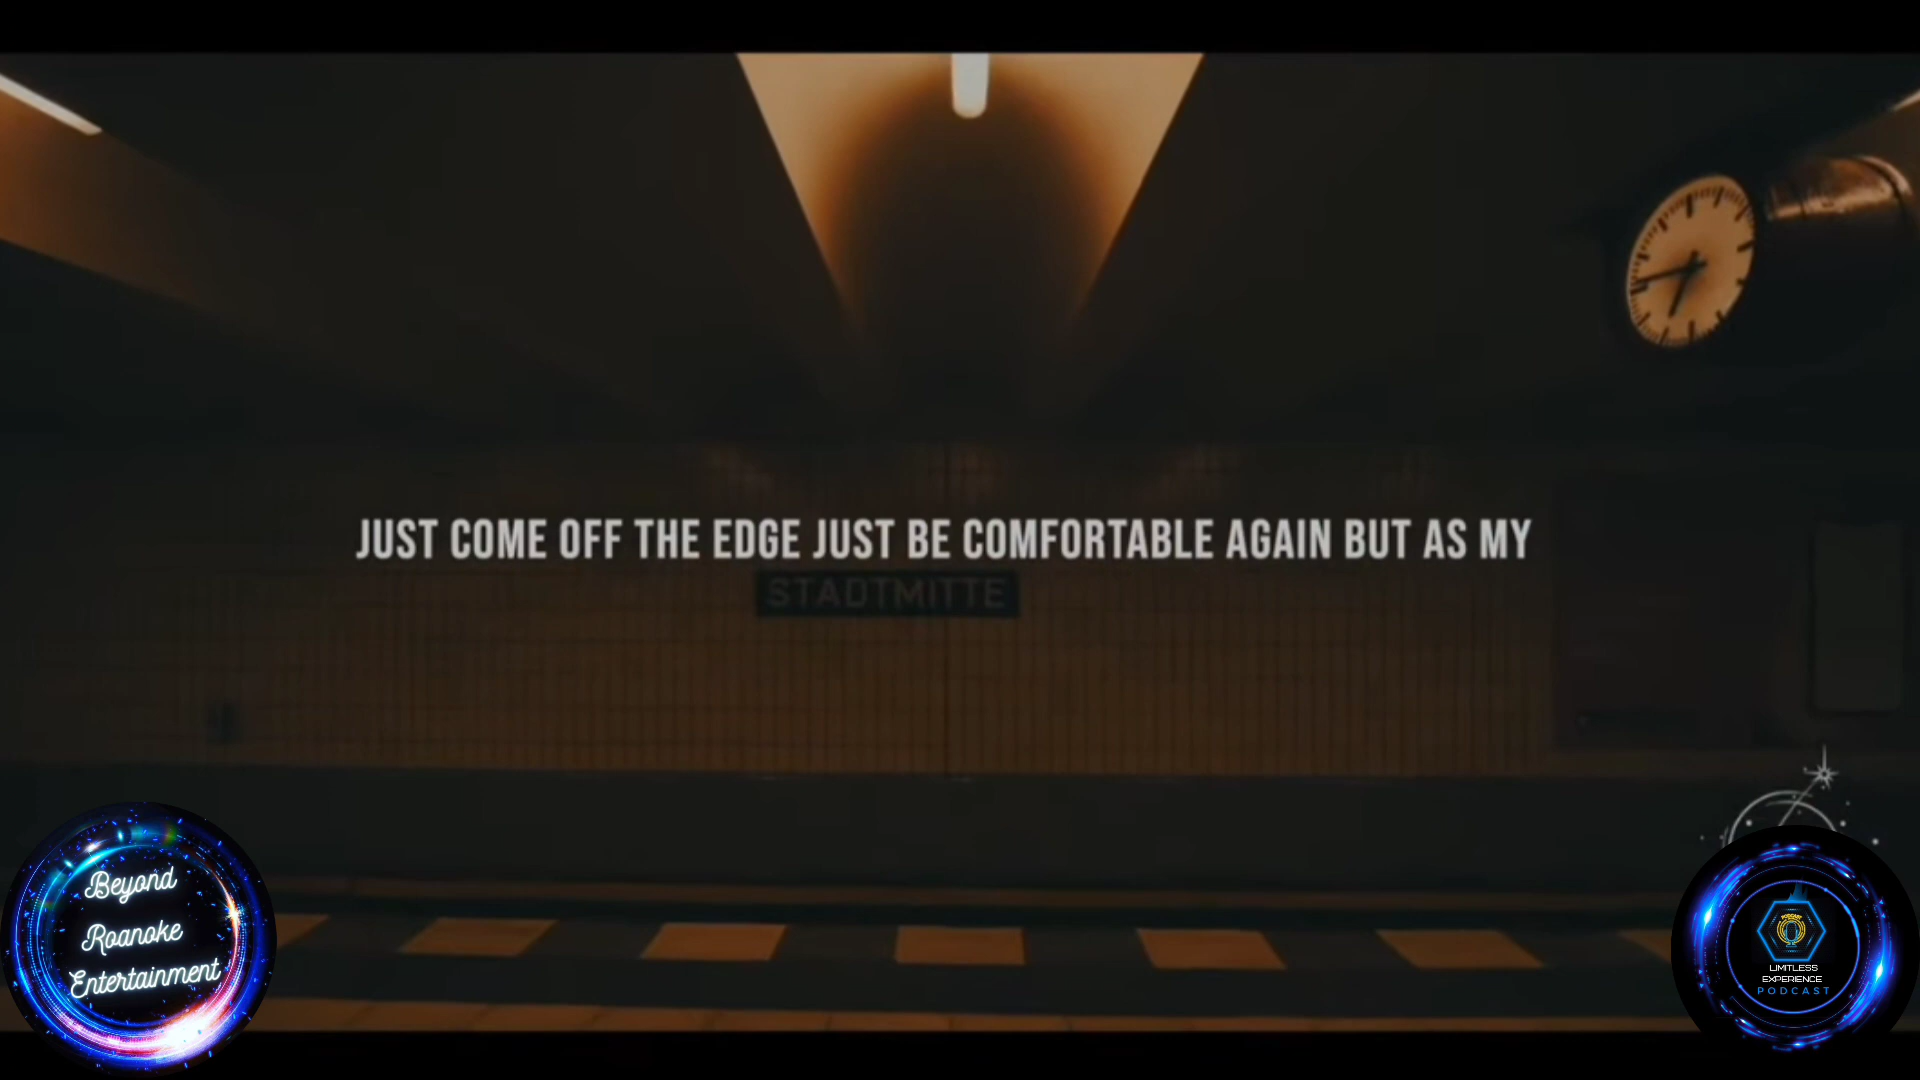 JUST COME OFF THE EDGE JUST BE COMFORTABLE AGAIN BUT AS MY
STADTMITTE
Beyond
Roanoke
Entertainment
PODCAST
LIMITLESS
EXPERIENCE
PODCAST